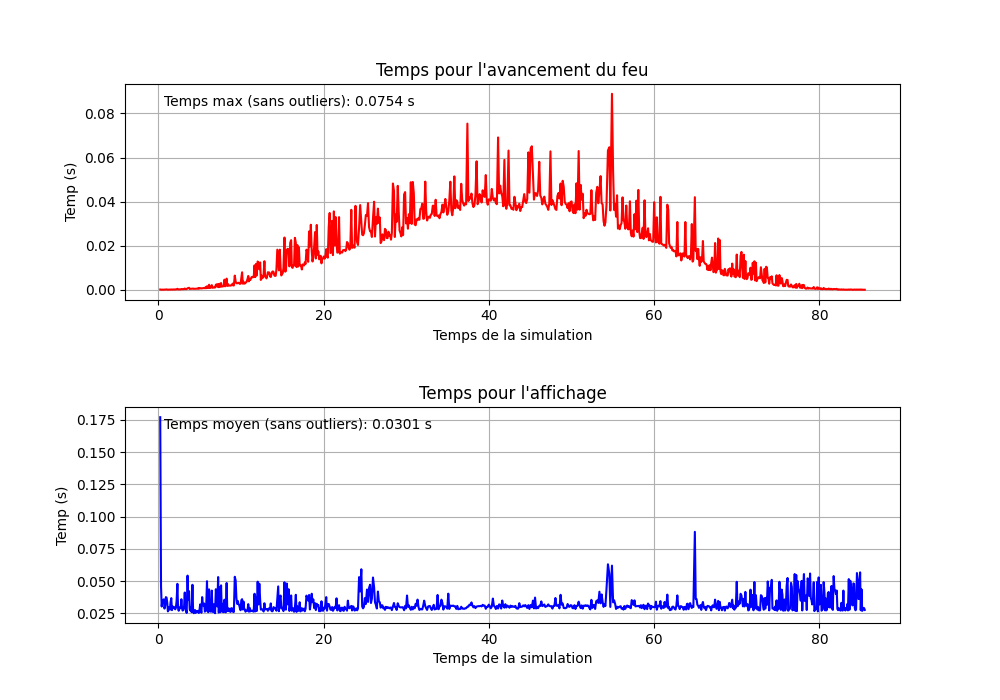 Temps pour l'avancement du feu
Temps max (sans outliers): 0.0754 s
0.08
0.06
0.04
0.02
0.00
Temp (s)
0 20 40 60 80
Temps de la simulation
Temps pour l'affichage
Temps moyen (sans outliers): 0.0301 s
0.175
0.150
0.125
0.100
0.075
0.050
0.025
Temp (s)
0 20 40 60 80
Temps de la simulation